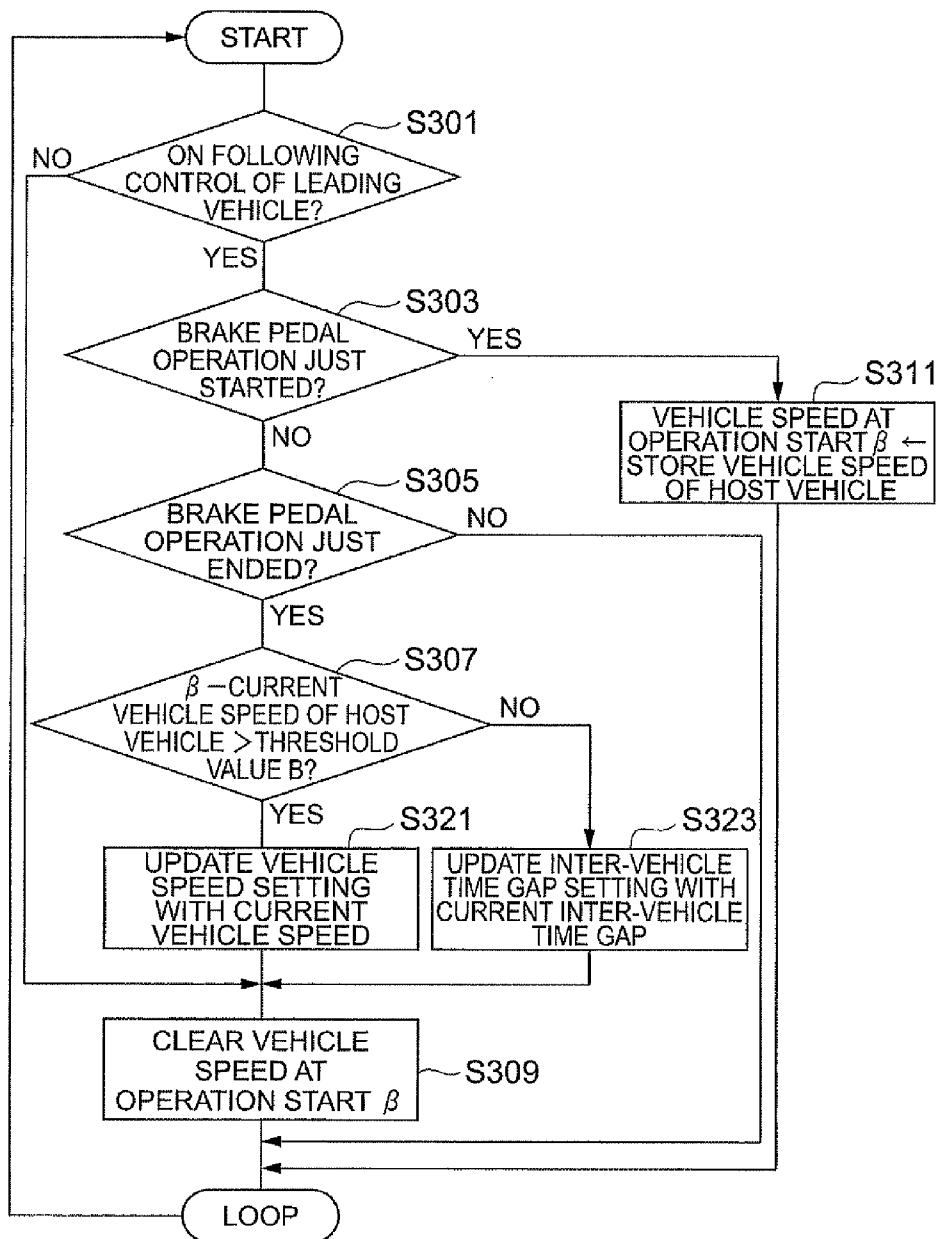 START
S301
NO
ON FOLLOWING
CONTROL OF LEADING
VEHICLE?
YES
S303
BRAKE PEDAL
OPERATION JUST
STARTED?
YES
NO
S311
VEHICLE SPEED AT
OPERATION START β ←
STORE VEHICLE SPEED
OF HOST VEHICLE
S305
BRAKE PEDAL
OPERATION JUST
ENDED?
NO
YES
S307
β －CURRENT
VEHICLE SPEED OF HOST
VEHICLE ＞THRESHOLD
VALUE B?
NO
YES
S321
UPDATE VEHICLE
SPEED SETTING
WITH CURRENT
VEHICLE SPEED
S323
UPDATE INTER-VEHICLE
TIME GAP SETTING WITH
CURRENT INTER-VEHICLE
TIME GAP
CLEAR VEHICLE
SPEED AT
OPERATION START β
S309
LOOP